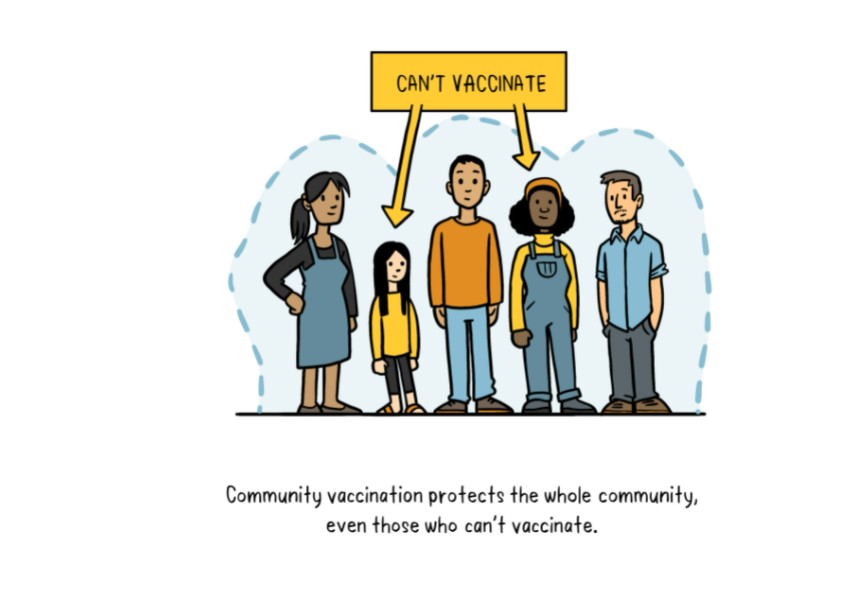 CAN'T VACCINATE
Community vaccination protects the whole community,
even those who can't vaccinate.